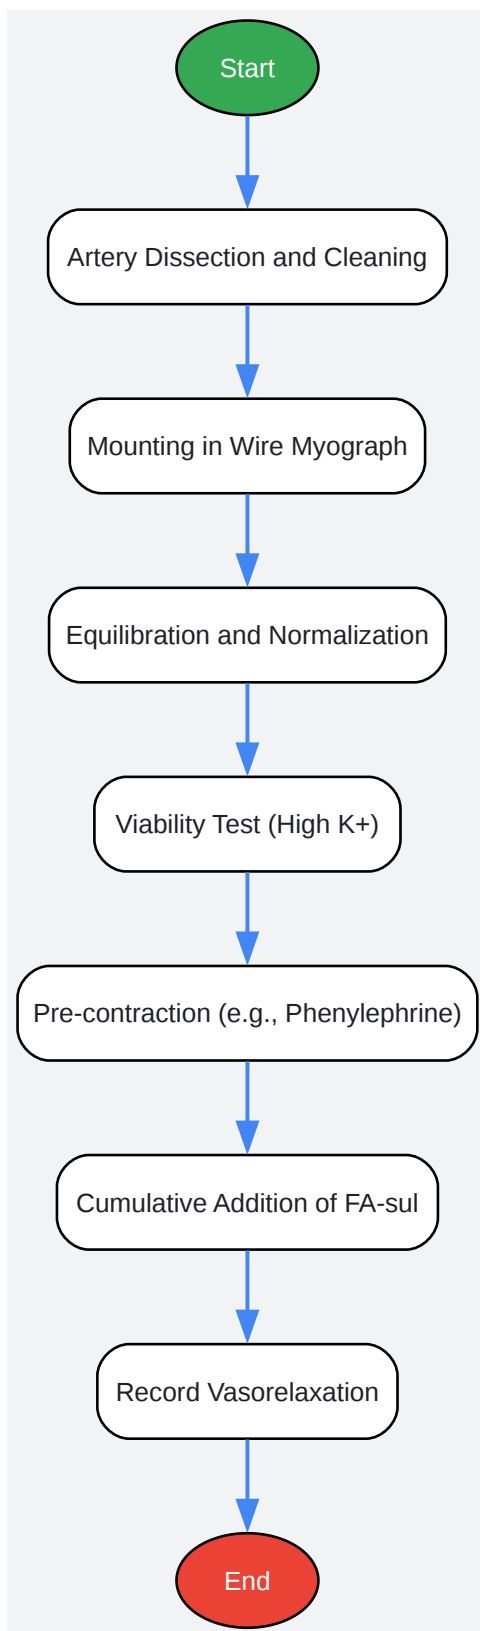 Start
Artery Dissection and Cleaning
Mounting in Wire Myograph
Equilibration and Normalization
Viability Test (High K+)
Pre-contraction (e.g., Phenylephrine)
Cumulative Addition of FA-sul
Record Vasorelaxation
End